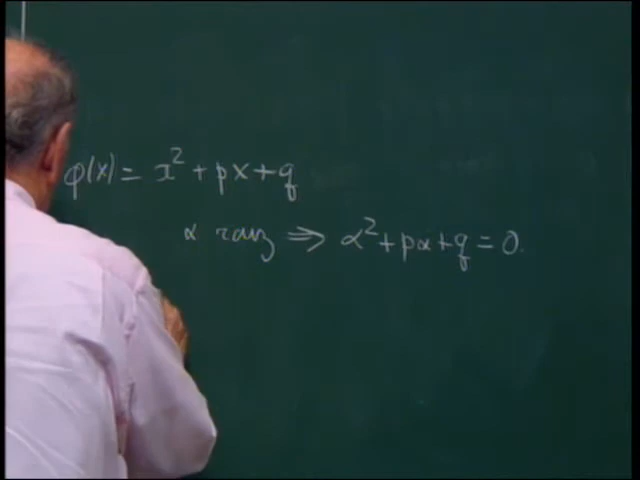 φ(x) = x² + px + q
α raiz ⇒ α² + pα + q = 0.